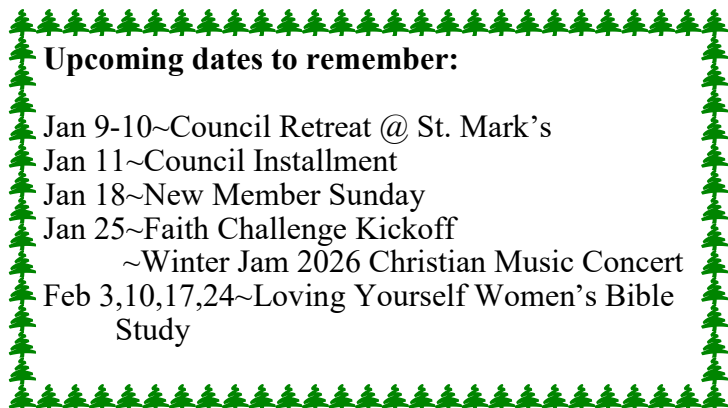 Upcoming dates to remember:
Jan 9-10~Council Retreat @ St. Mark’s
Jan 11~Council Installment
Jan 18~New Member Sunday
Jan 25~Faith Challenge Kickoff
~Winter Jam 2026 Christian Music Concert
Feb 3,10,17,24~Loving Yourself Women’s Bible
Study